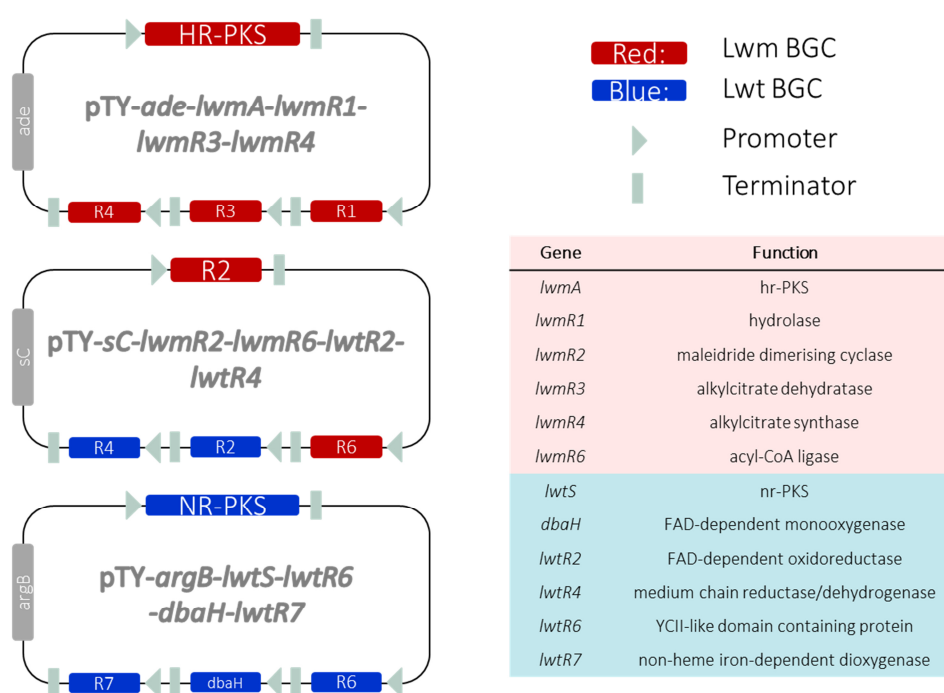 HR-PKS
ade
pTY-ade-lwmA-lwmR1-
lwmR3-lwmR4
R4
R3
R1
R2
sC
pTY-sC-lwmR2-lwmR6-lwtR2-
lwtR4
R4
R2
R6
NR-PKS
argB
pTY-argB-lwtS-lwtR6
-dbaH-lwtR7
R7
dbaH
R6
Red: Lwm BGC
Blue: Lwt BGC
Promoter
Terminator
Gene Function
lwmA hr-PKS
lwmR1 hydrolase
lwmR2 maleidride dimerising cyclase
lwmR3 alkylcitrate dehydratase
lwmR4 alkylcitrate synthase
lwmR6 acyl-CoA ligase
lwtS nr-PKS
dbaH FAD-dependent monooxygenase
lwtR2 FAD-dependent oxidoreductase
lwtR4 medium chain reductase/dehydrogenase
lwtR6 YCII-like domain containing protein
lwtR7 non-heme iron-dependent dioxygenase